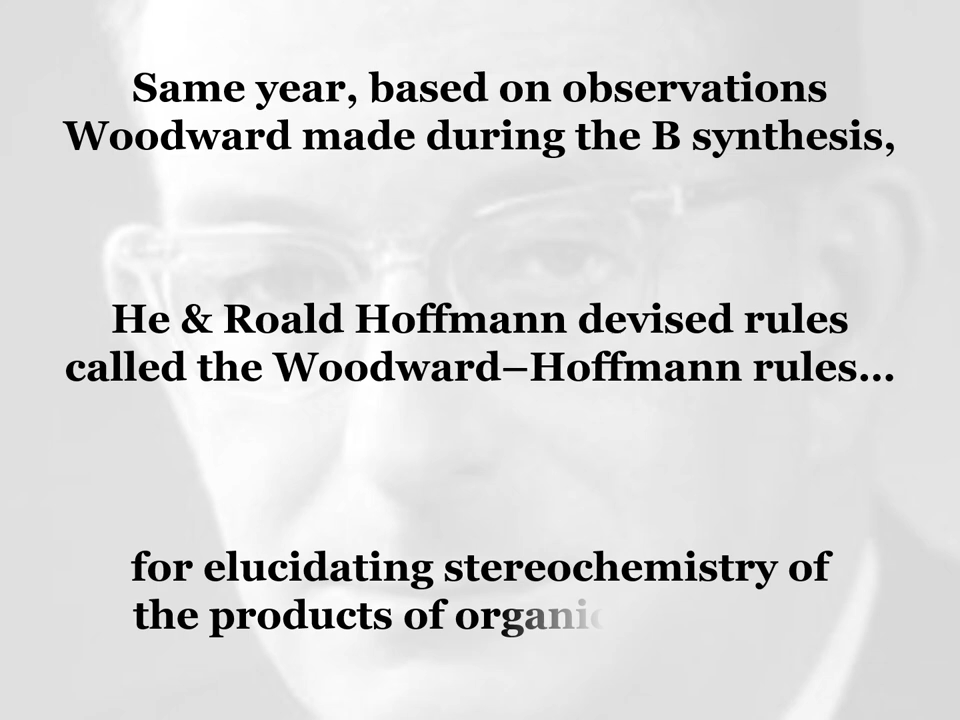 Same year, based on observations
Woodward made during the B synthesis,
He & Roald Hoffmann devised rules
called the Woodward–Hoffmann rules...
for elucidating stereochemistry of
the products of organic